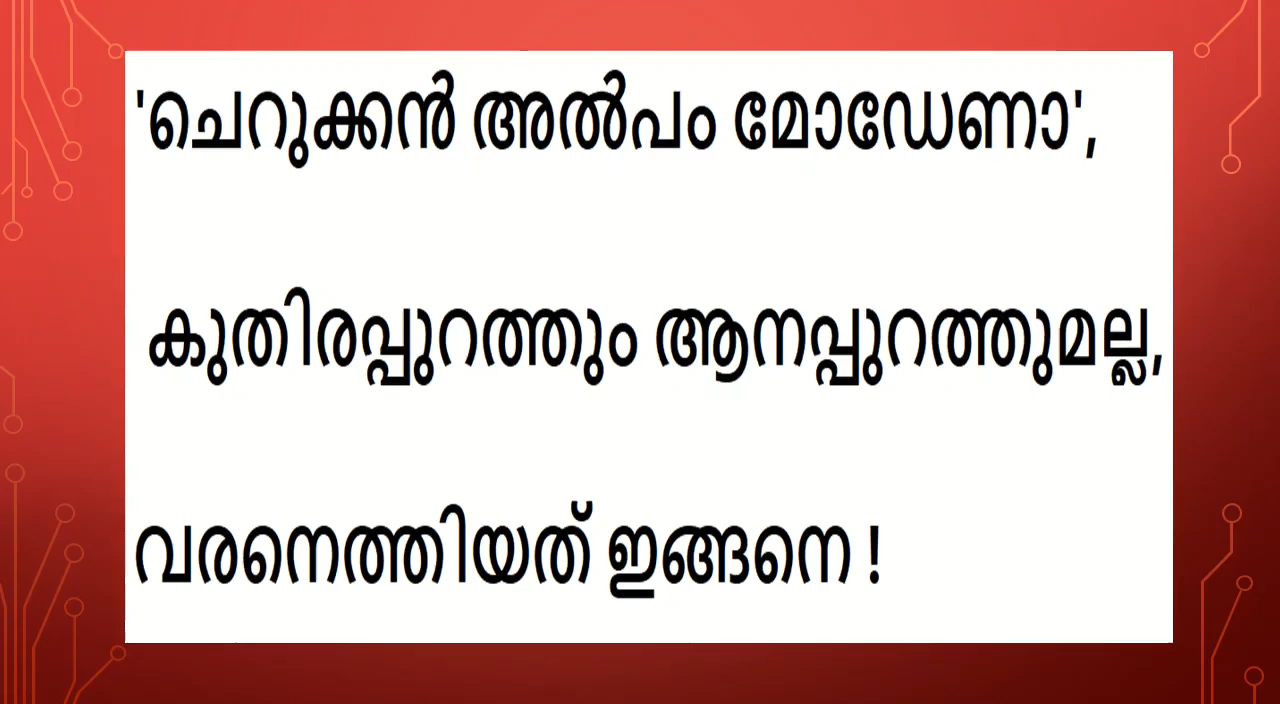 'ചെറുക്കൻ അൽപം മോഡേണാ',
കുതിരപ്പുറത്തും ആനപ്പുറത്തുമല്ല,
വരനെത്തിയത് ഇങ്ങനെ !